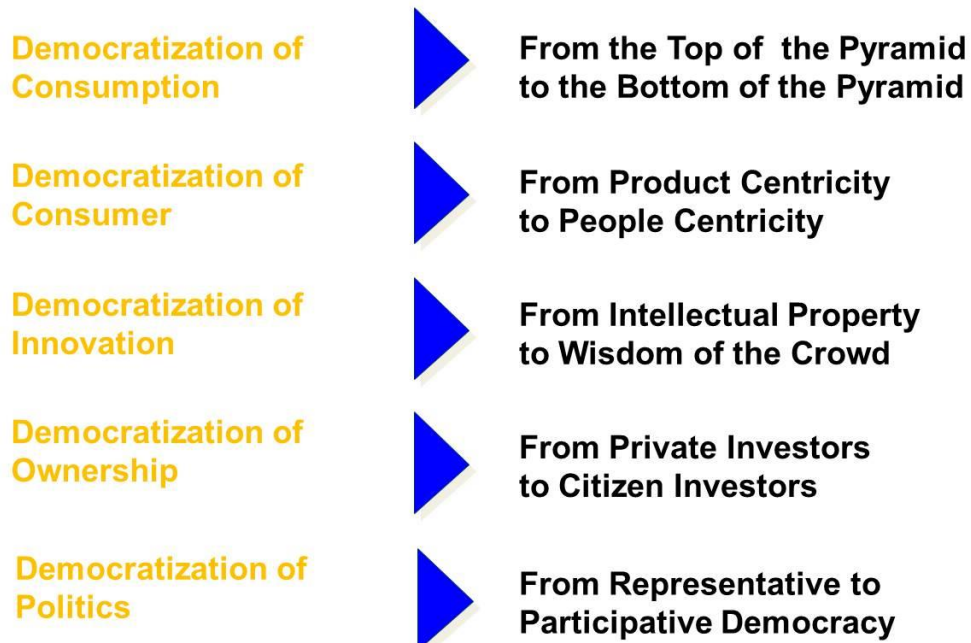 Democratization of
Consumption
From the Top of  the Pyramid
to the Bottom of the Pyramid
Democratization of
Consumer
From Product Centricity
to People Centricity
Democratization of
Innovation
From Intellectual Property
to Wisdom of the Crowd
Democratization of
Ownership
From Private Investors
to Citizen Investors
Democratization of
Politics
From Representative to
Participative Democracy